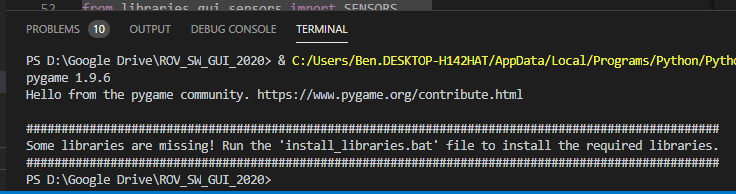 52 from libraries.gui.sensors import SENSORS
PROBLEMS 10 OUTPUT DEBUG CONSOLE TERMINAL
PS D:\Google Drive\ROV_SW_GUI_2020> & C:/Users/Ben.DESKTOP-H142HAT/AppData/Local/Programs/Python/Pytho
pygame 1.9.6
Hello from the pygame community. https://www.pygame.org/contribute.html
####################################################################################################
Some libraries are missing! Run the 'install_libraries.bat' file to install the required libraries.
####################################################################################################
PS D:\Google Drive\ROV_SW_GUI_2020>